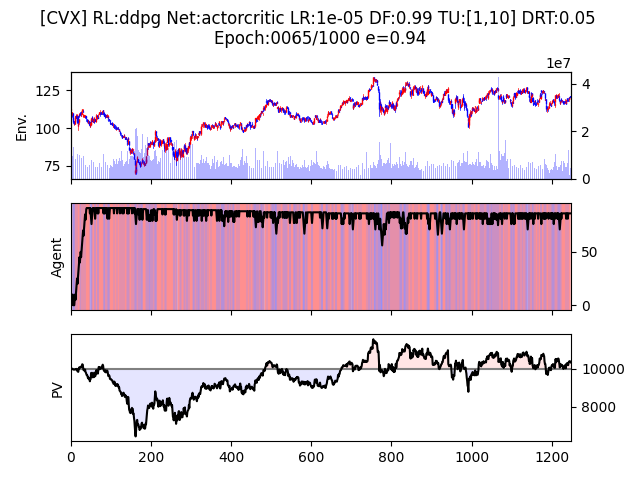 [CVX] RL:ddpg Net:actorcritic LR:1e-05 DF:0.99 TU:[1,10] DRT:0.05
Epoch:0065/1000 e=0.94
1e7
125
100
75
Env.
4
2
0
Agent
50
0
PV
10000
8000
0
200
400
600
800
1000
1200